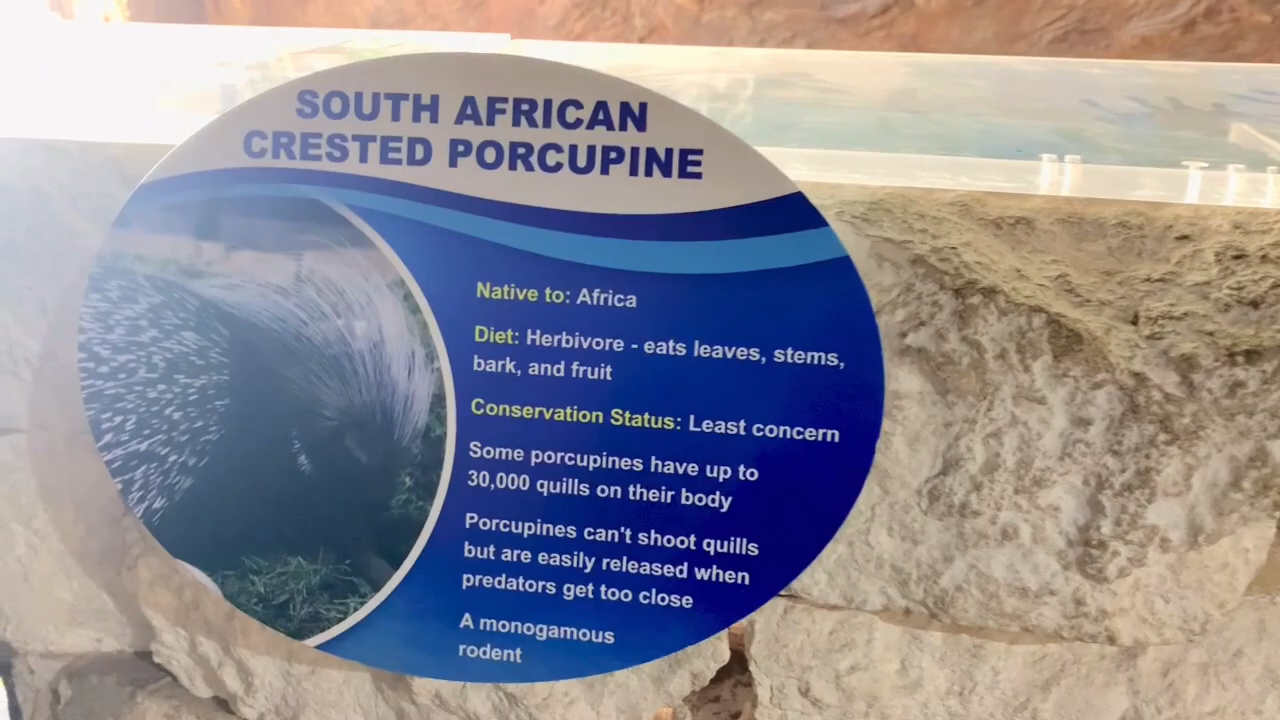 SOUTH AFRICAN
CRESTED PORCUPINE
Native to: Africa
Diet: Herbivore - eats leaves, stems,
bark, and fruit
Conservation Status: Least concern
Some porcupines have up to
30,000 quills on their body
Porcupines can't shoot quills
but are easily released when
predators get too close
A monogamous
rodent